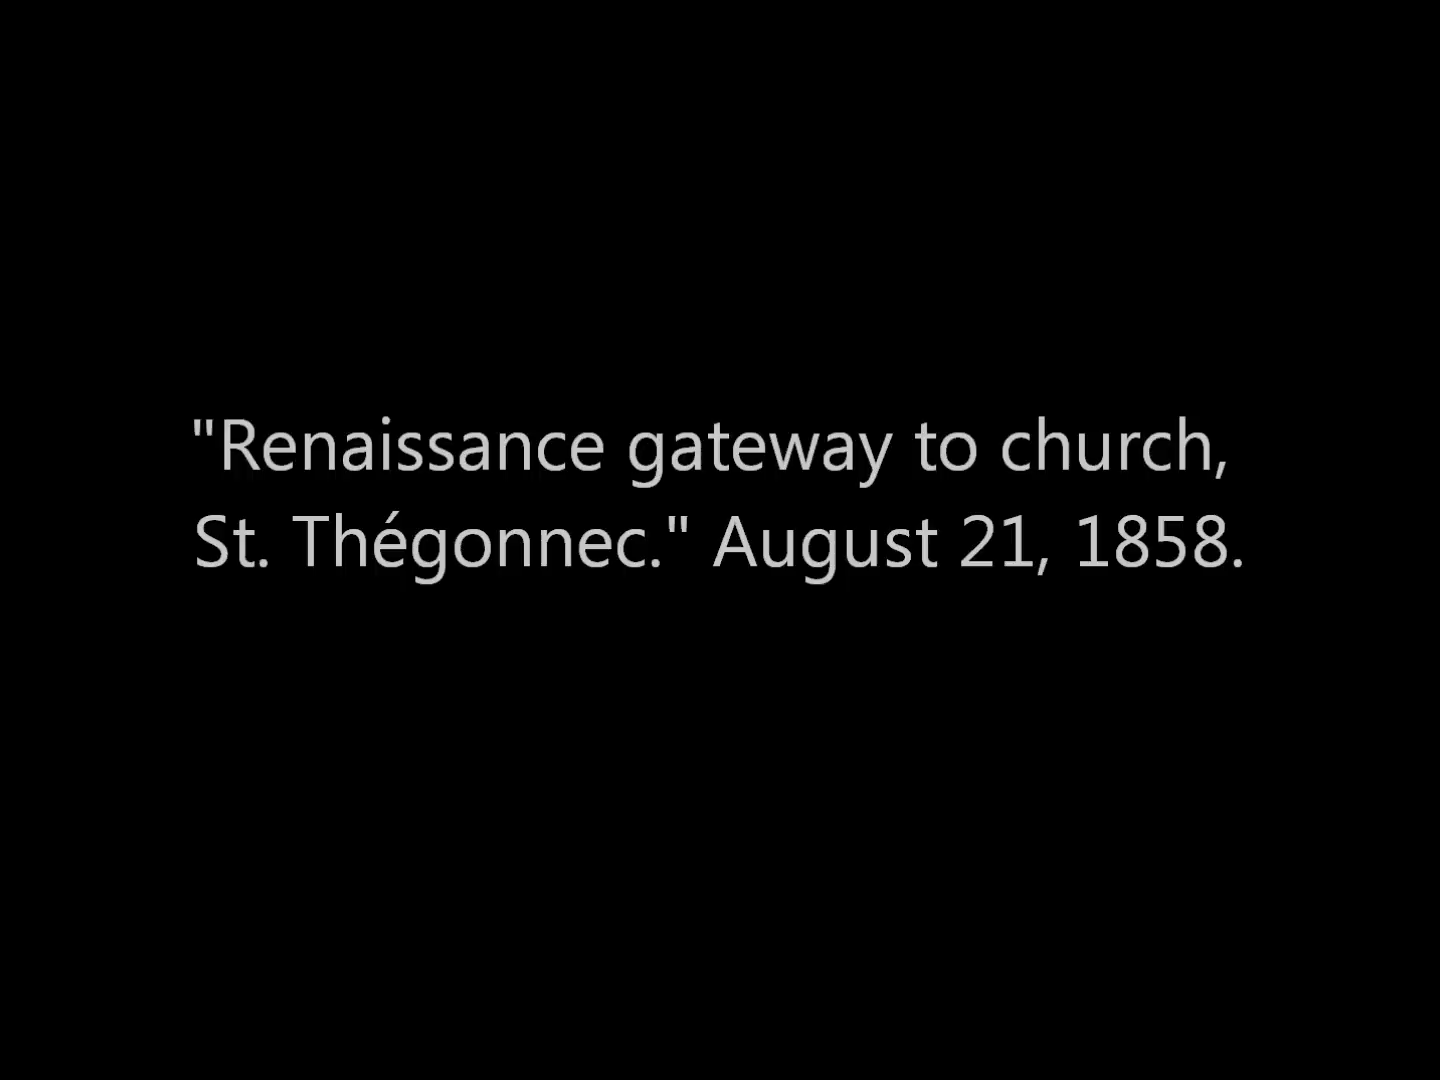 "Renaissance gateway to church,
St. Thégonnec." August 21, 1858.